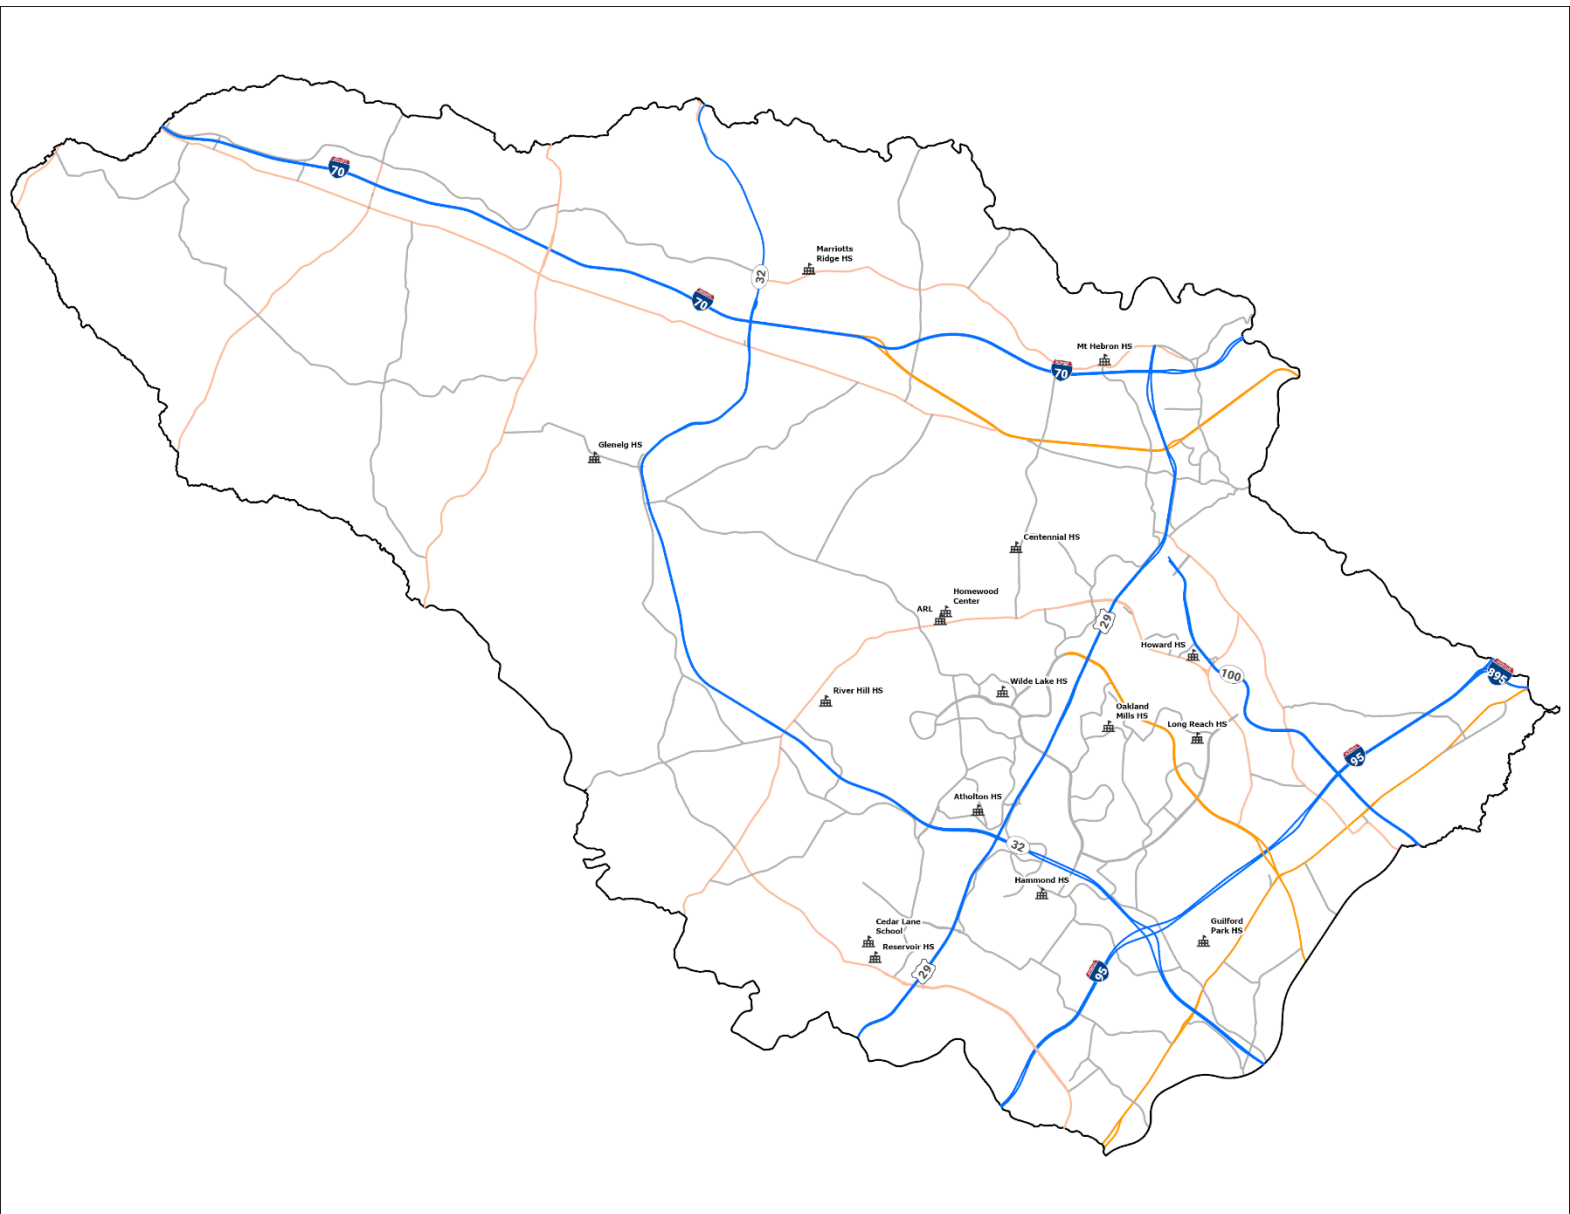 70
32
Marriotts
Ridge HS
70
Mt Hebron HS
70
Glenelg HS
Centennial HS
Homewood
Center
ARL
29
Howard HS
100
895
Wilde Lake HS
River Hill HS
Oakland
Mills HS
Long Reach HS
95
Atholton HS
32
Hammond HS
Cedar Lane
School
Guilford
Park HS
Reservoir HS
29
95